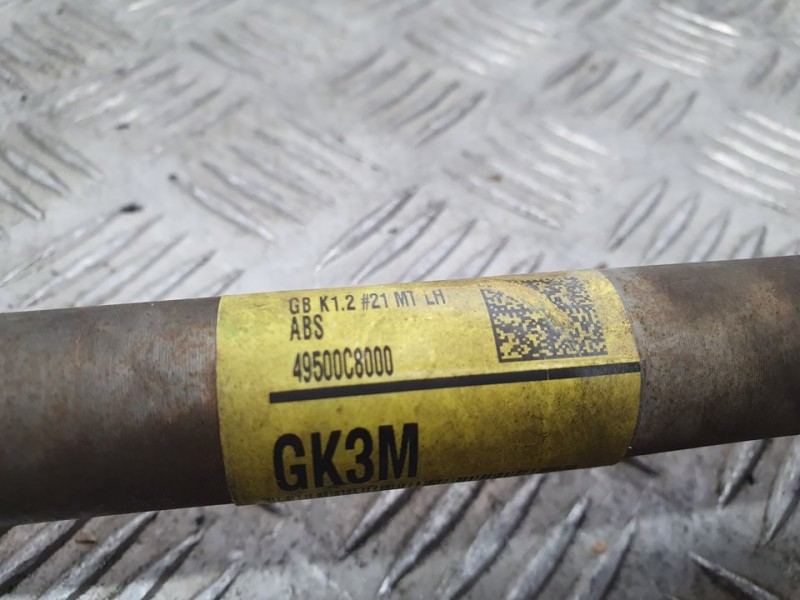 GB K1.2 #21 MT LH
ABS
49500C8000
GK3M